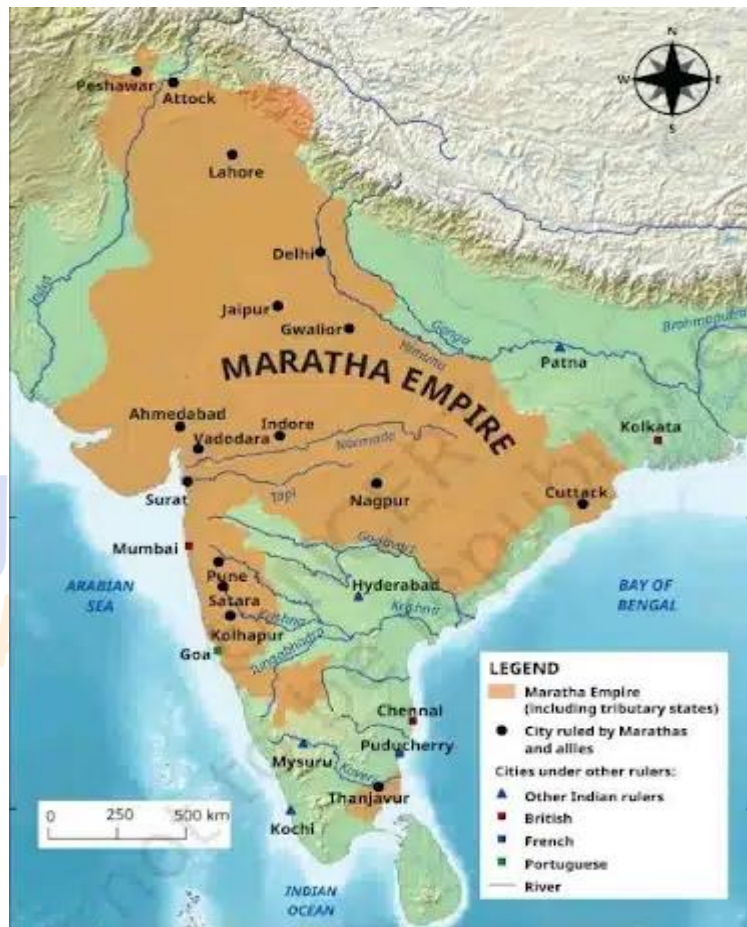 N
W
E
S
Peshawar
Attock
Lahore
Delhi
Indus
Jaipur
Gwalior
Ganga
Yamuna
Brahmaputra
Patna
MARATHA EMPIRE
Ahmedabad
Indore
Vadodara
Narmada
Kolkata
Surat
Tapi
Nagpur
Cuttack
Mumbai
Godavari
Pune
Hyderabad
ARABIAN
SEA
BAY OF
BENGAL
Satara
Krishna
Krishna
Kolhapur
Goa
Tungabhadra
Chennai
Mysuru
Puducherry
Kaveri
Thanjavur
Kochi
0 250 500 km
INDIAN
OCEAN
LEGEND
Maratha Empire
(including tributary states)
City ruled by Marathas
and allies
Cities under other rulers:
Other Indian rulers
British
French
Portuguese
River